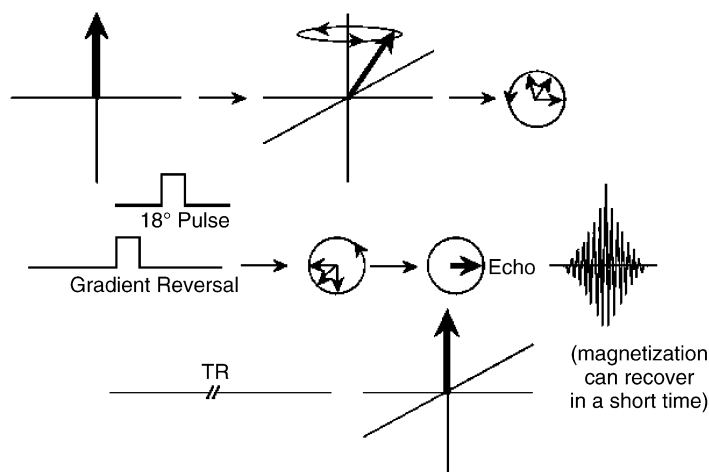 18° Pulse
Gradient Reversal
Echo
TR
(magnetization
can recover
in a short time)